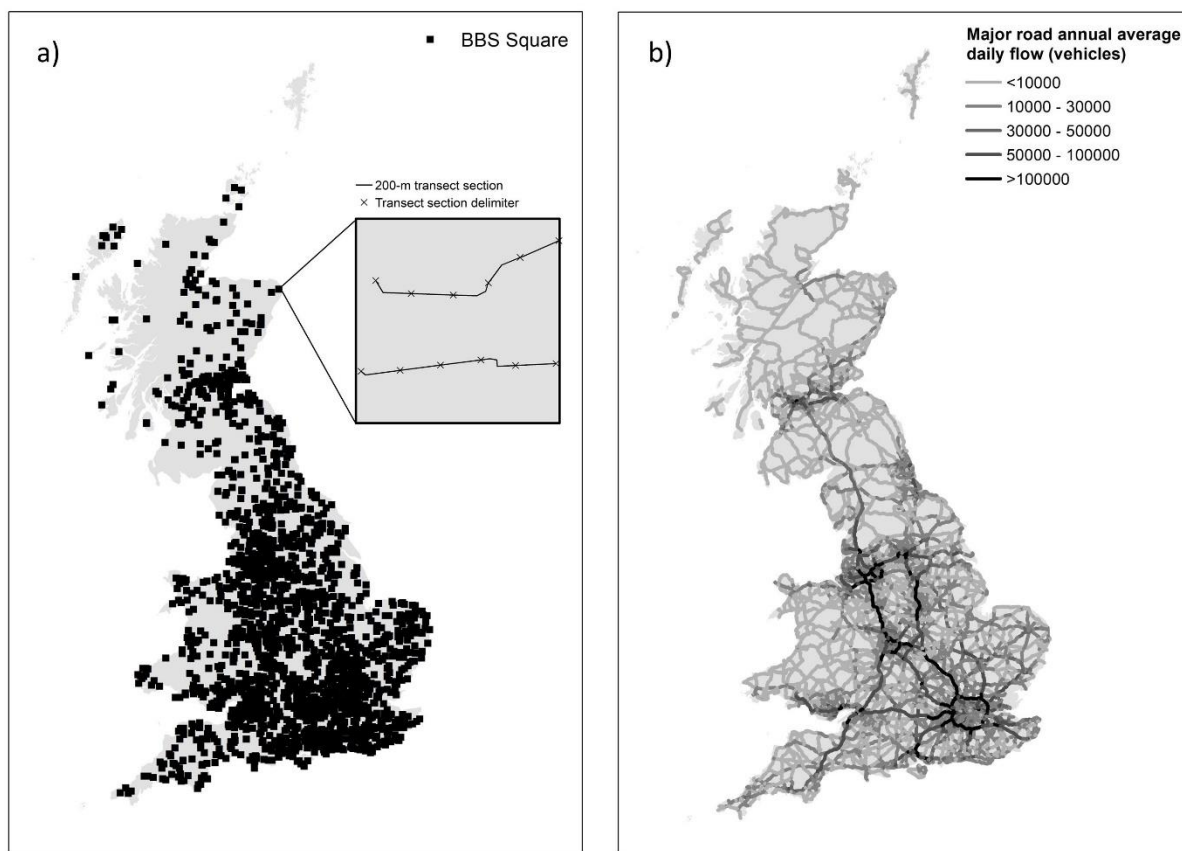 a)
BBS Square
200-m transect section
Transect section delimiter
b)
Major road annual average
daily flow (vehicles)
<10000
10000 - 30000
30000 - 50000
50000 - 100000
>100000